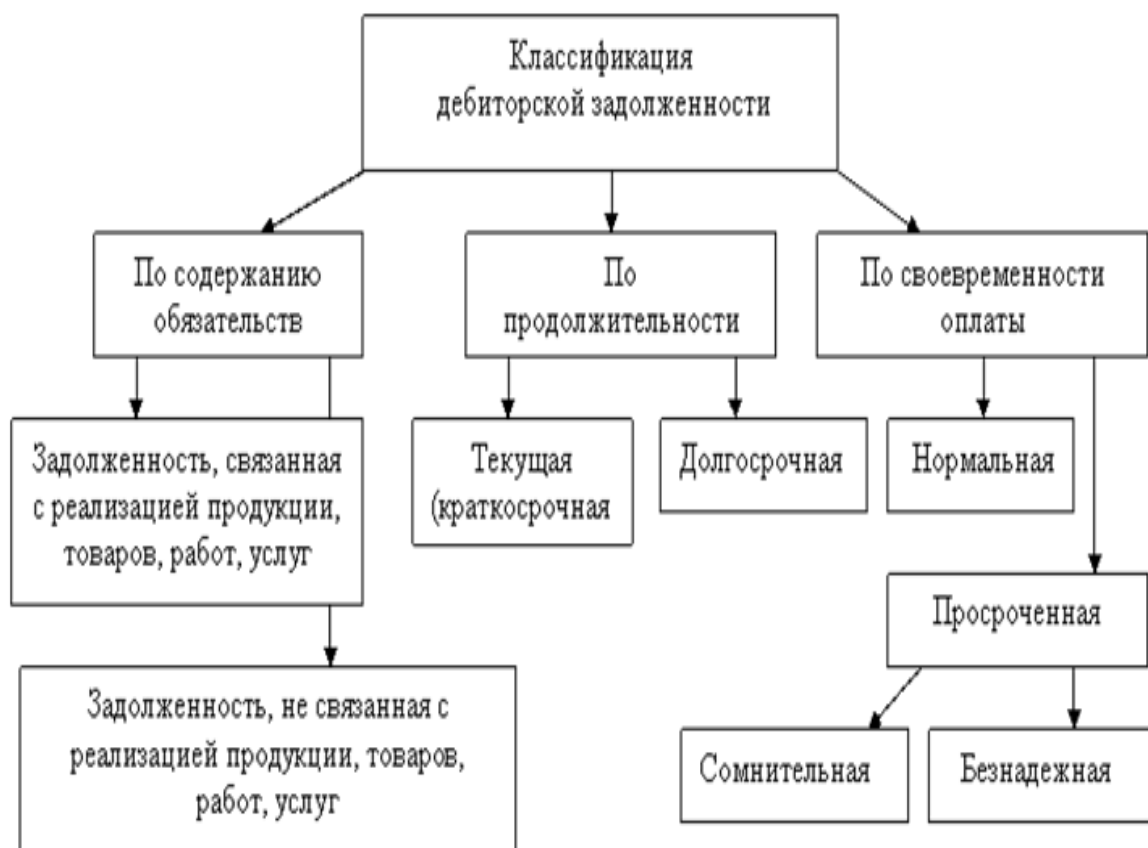 Классификация
дебиторской задолженности
По содержанию
обязательств
По
продолжительности
По своевременности
оплаты
Задолженность, связанная
с реализацией продукции,
товаров, работ, услуг
Текущая
(краткосрочная
Долгосрочная
Нормальная
Просроченная
Задолженность, не связанная с
реализацией продукции, товаров,
работ, услуг
Сомнительная
Безнадежная